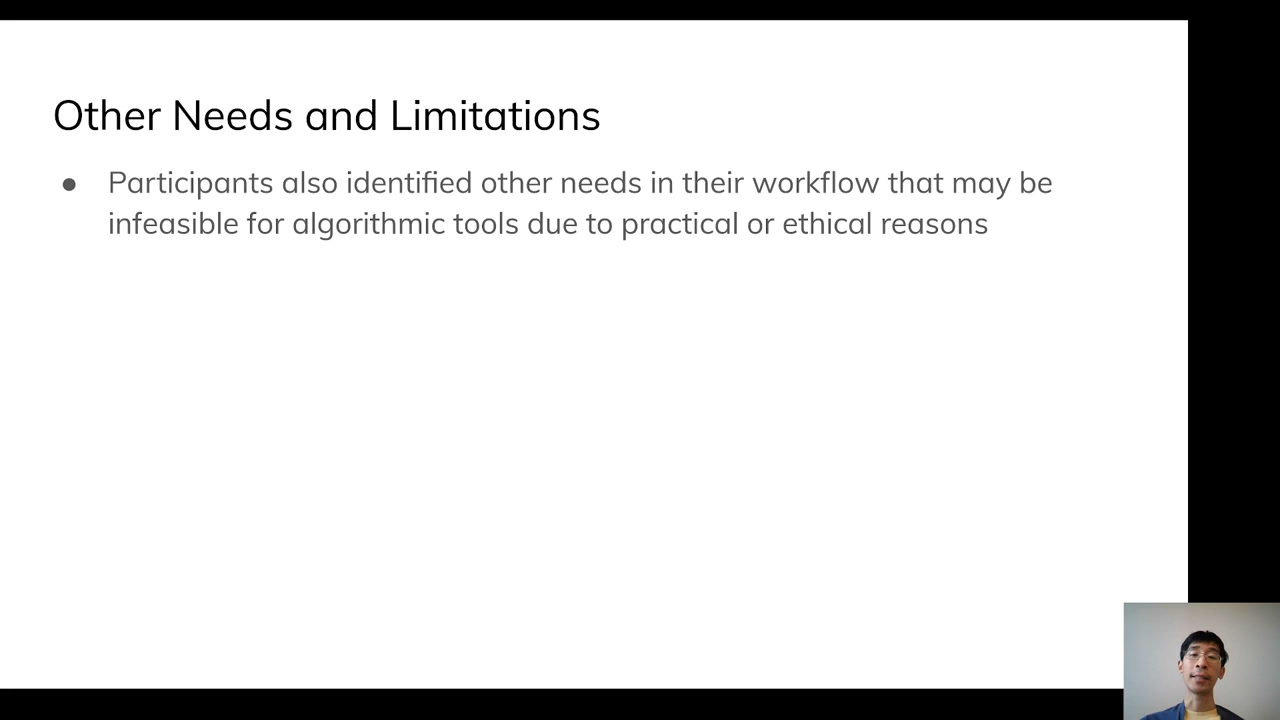 Other Needs and Limitations
● Participants also identified other needs in their workflow that may be
infeasible for algorithmic tools due to practical or ethical reasons